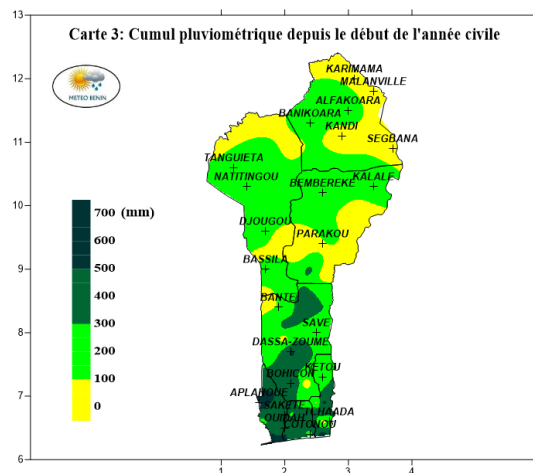 Carte 3: Cumul pluviométrique depuis le début de l'année civile
METEO BENIN
13
12
11
10
9
8
7
6
1
2
3
4
700 (mm)
600
500
400
300
200
100
0
KARIMAMA
MALANVILLE
ALFAKOARA
BANIKOARA
KANDI
SEGBANA
TANGUIETA
NATITINGOU
BEMBEREKE
KALALE
DJOUGOU
PARAKOU
BASSILA
BANTE
SAVE
DASSA-ZOUME
KETOU
BOHICON
APLAHOUE
SAKETE
OUIDAH
COTONOU